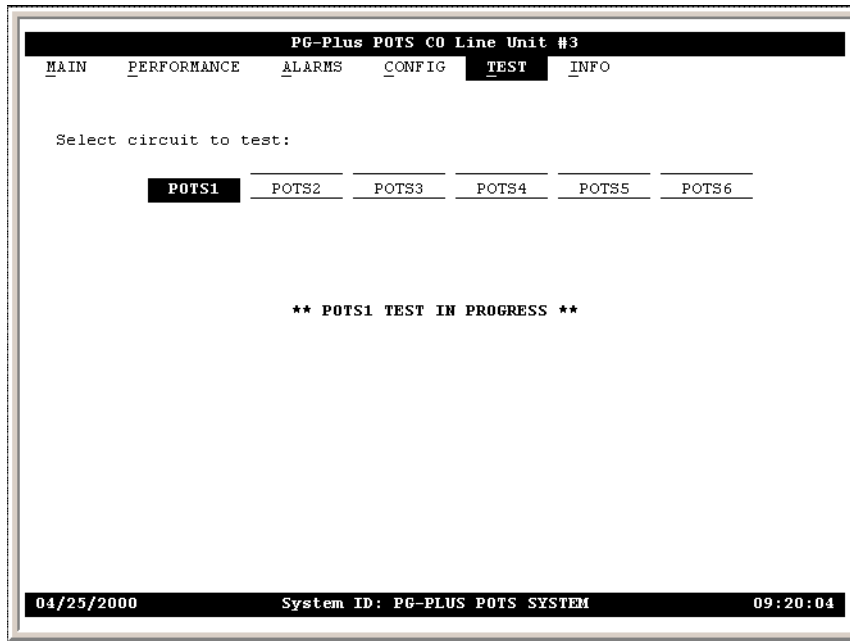 PG-Plus POTS CO Line Unit #3
MAIN PERFORMANCE ALARMS CONFIG TEST INFO
Select circuit to test:
POTS1 POTS2 POTS3 POTS4 POTS5 POTS6
** POTS1 TEST IN PROGRESS **
04/25/2000 System ID: PG-PLUS POTS SYSTEM 09:20:04